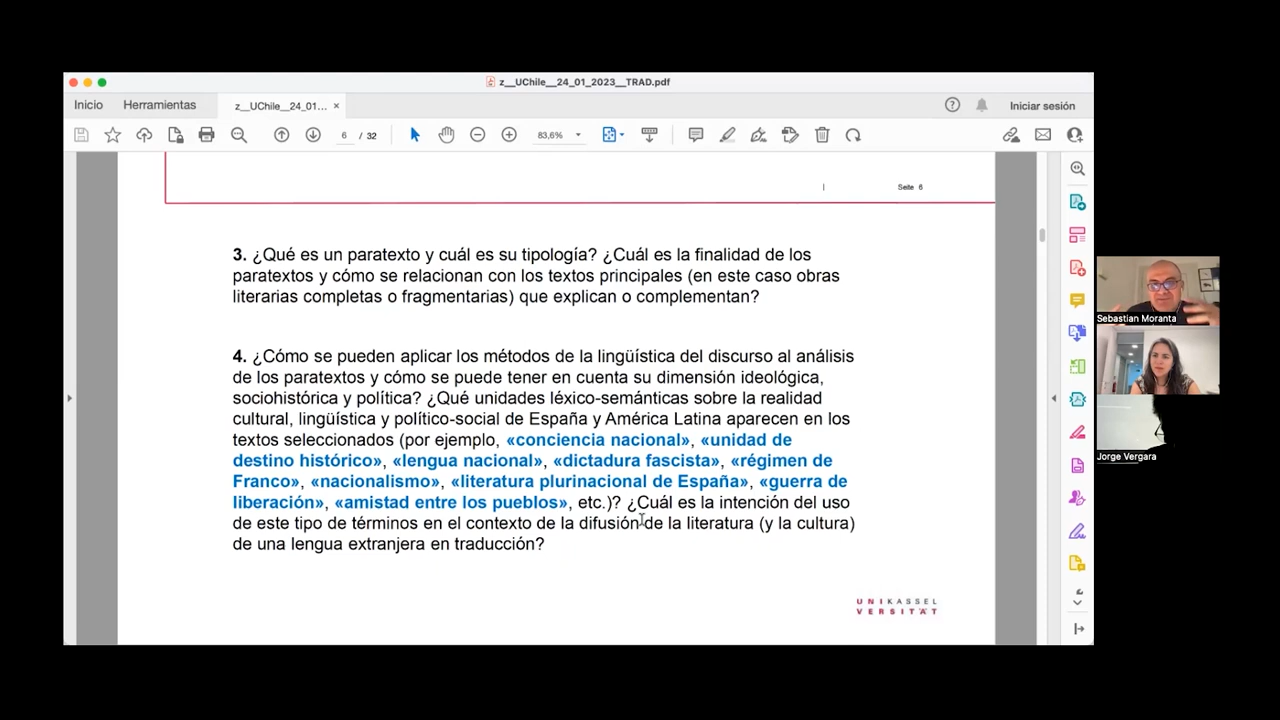 z__UChile__24_01_2023__TRAD.pdf
Inicio Herramientas z__UChile__24_01... × Iniciar sesión
6 / 32 83,6%
Seite 6
3. ¿Qué es un paratexto y cuál es su tipología? ¿Cuál es la finalidad de los
paratextos y cómo se relacionan con los textos principales (en este caso obras
literarias completas o fragmentarias) que explican o complementan?
4. ¿Cómo se pueden aplicar los métodos de la lingüística del discurso al análisis
de los paratextos y cómo se puede tener en cuenta su dimensión ideológica,
sociohistórica y política? ¿Qué unidades léxico-semánticas sobre la realidad
cultural, lingüística y político-social de España y América Latina aparecen en los
textos seleccionados (por ejemplo, «conciencia nacional», «unidad de
destino histórico», «lengua nacional», «dictadura fascista», «régimen de
Franco», «nacionalismo», «literatura plurinacional de España», «guerra de
liberación», «amistad entre los pueblos», etc.)? ¿Cuál es la intención del uso
de este tipo de términos en el contexto de la difusión de la literatura (y la cultura)
de una lengua extranjera en traducción?
UNIKASSEL
VERSITÄT
Sebastian Moranta
Jorge Vergara